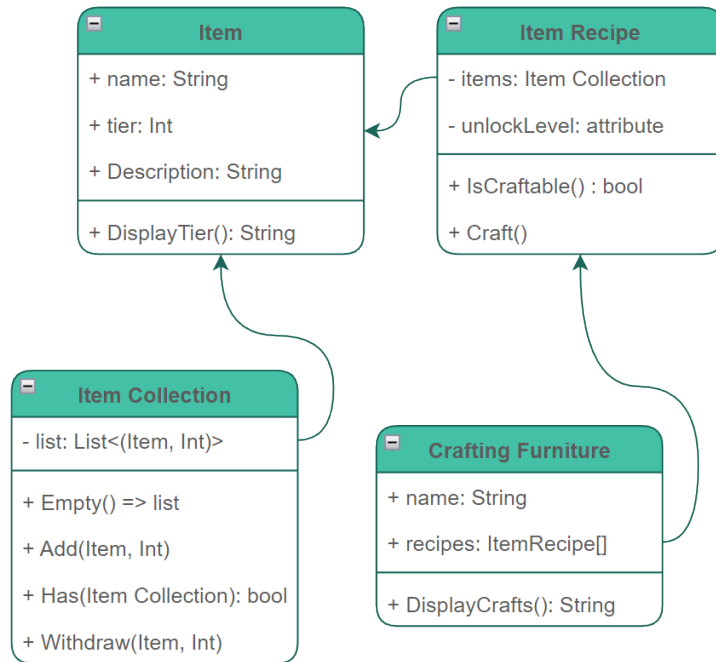 Item
+ name: String
+ tier: Int
+ Description: String
+ DisplayTier(): String
Item Recipe
- items: Item Collection
- unlockLevel: attribute
+ IsCraftable() : bool
+ Craft()
Item Collection
- list: List<(Item, Int)>
+ Empty() => list
+ Add(Item, Int)
+ Has(Item Collection): bool
+ Withdraw(Item, Int)
Crafting Furniture
+ name: String
+ recipes: ItemRecipe[]
+ DisplayCrafts(): String